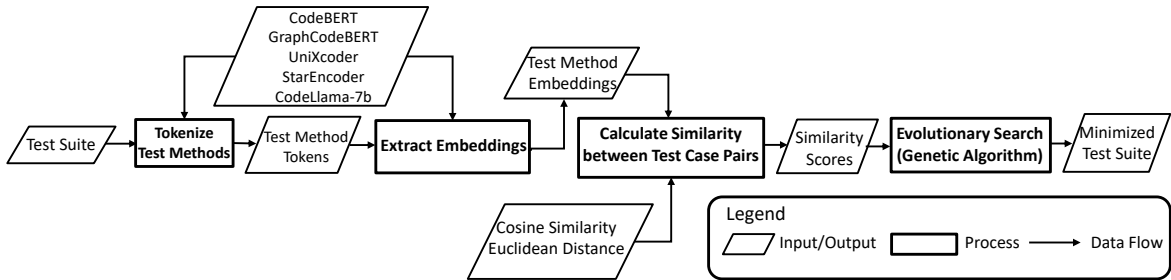 CodeBERT
GraphCodeBERT
UniXcoder
StarEncoder
CodeLlama-7b
Test Suite
Tokenize
Test Methods
Test Method
Tokens
Extract Embeddings
Test Method
Embeddings
Calculate Similarity
between Test Case Pairs
Cosine Similarity
Euclidean Distance
Similarity
Scores
Evolutionary Search
(Genetic Algorithm)
Minimized
Test Suite
Legend
Input/Output
Process
Data Flow